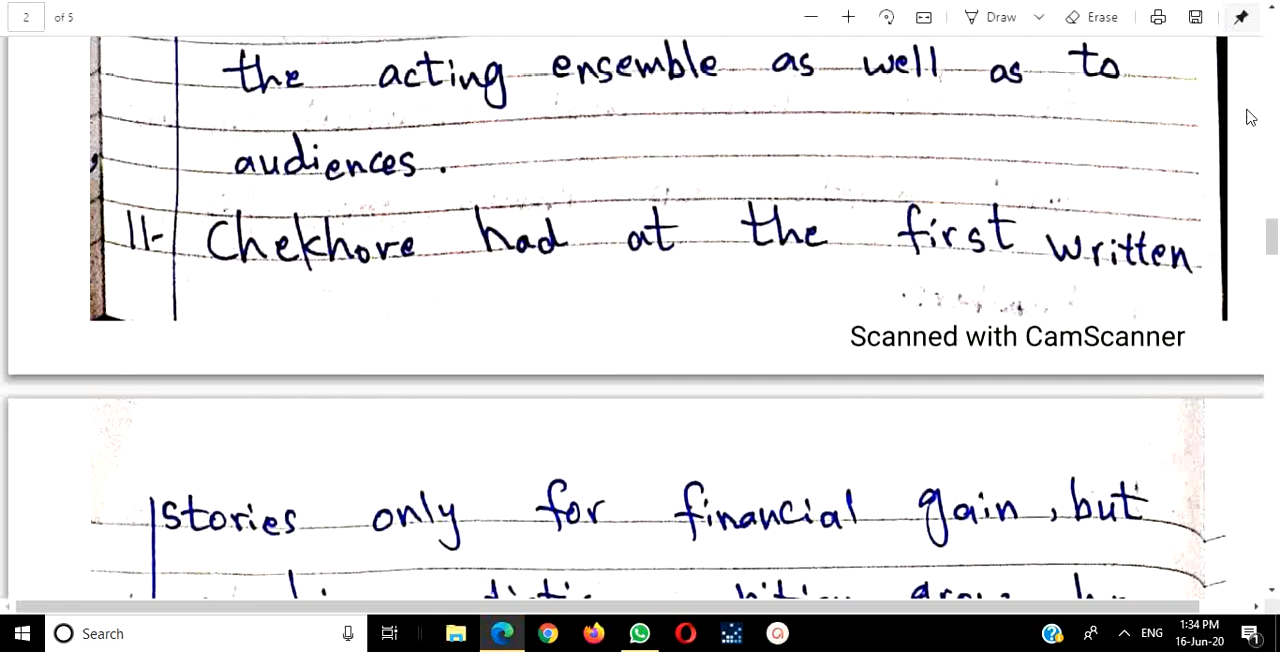 2 of 5 Draw Erase
the acting ensemble as well as to
audiences.
11- Chekhore had at the first written
Scanned with CamScanner
stories only for financial gain, but
Search ENG 1:34 PM
16-Jun-20 1